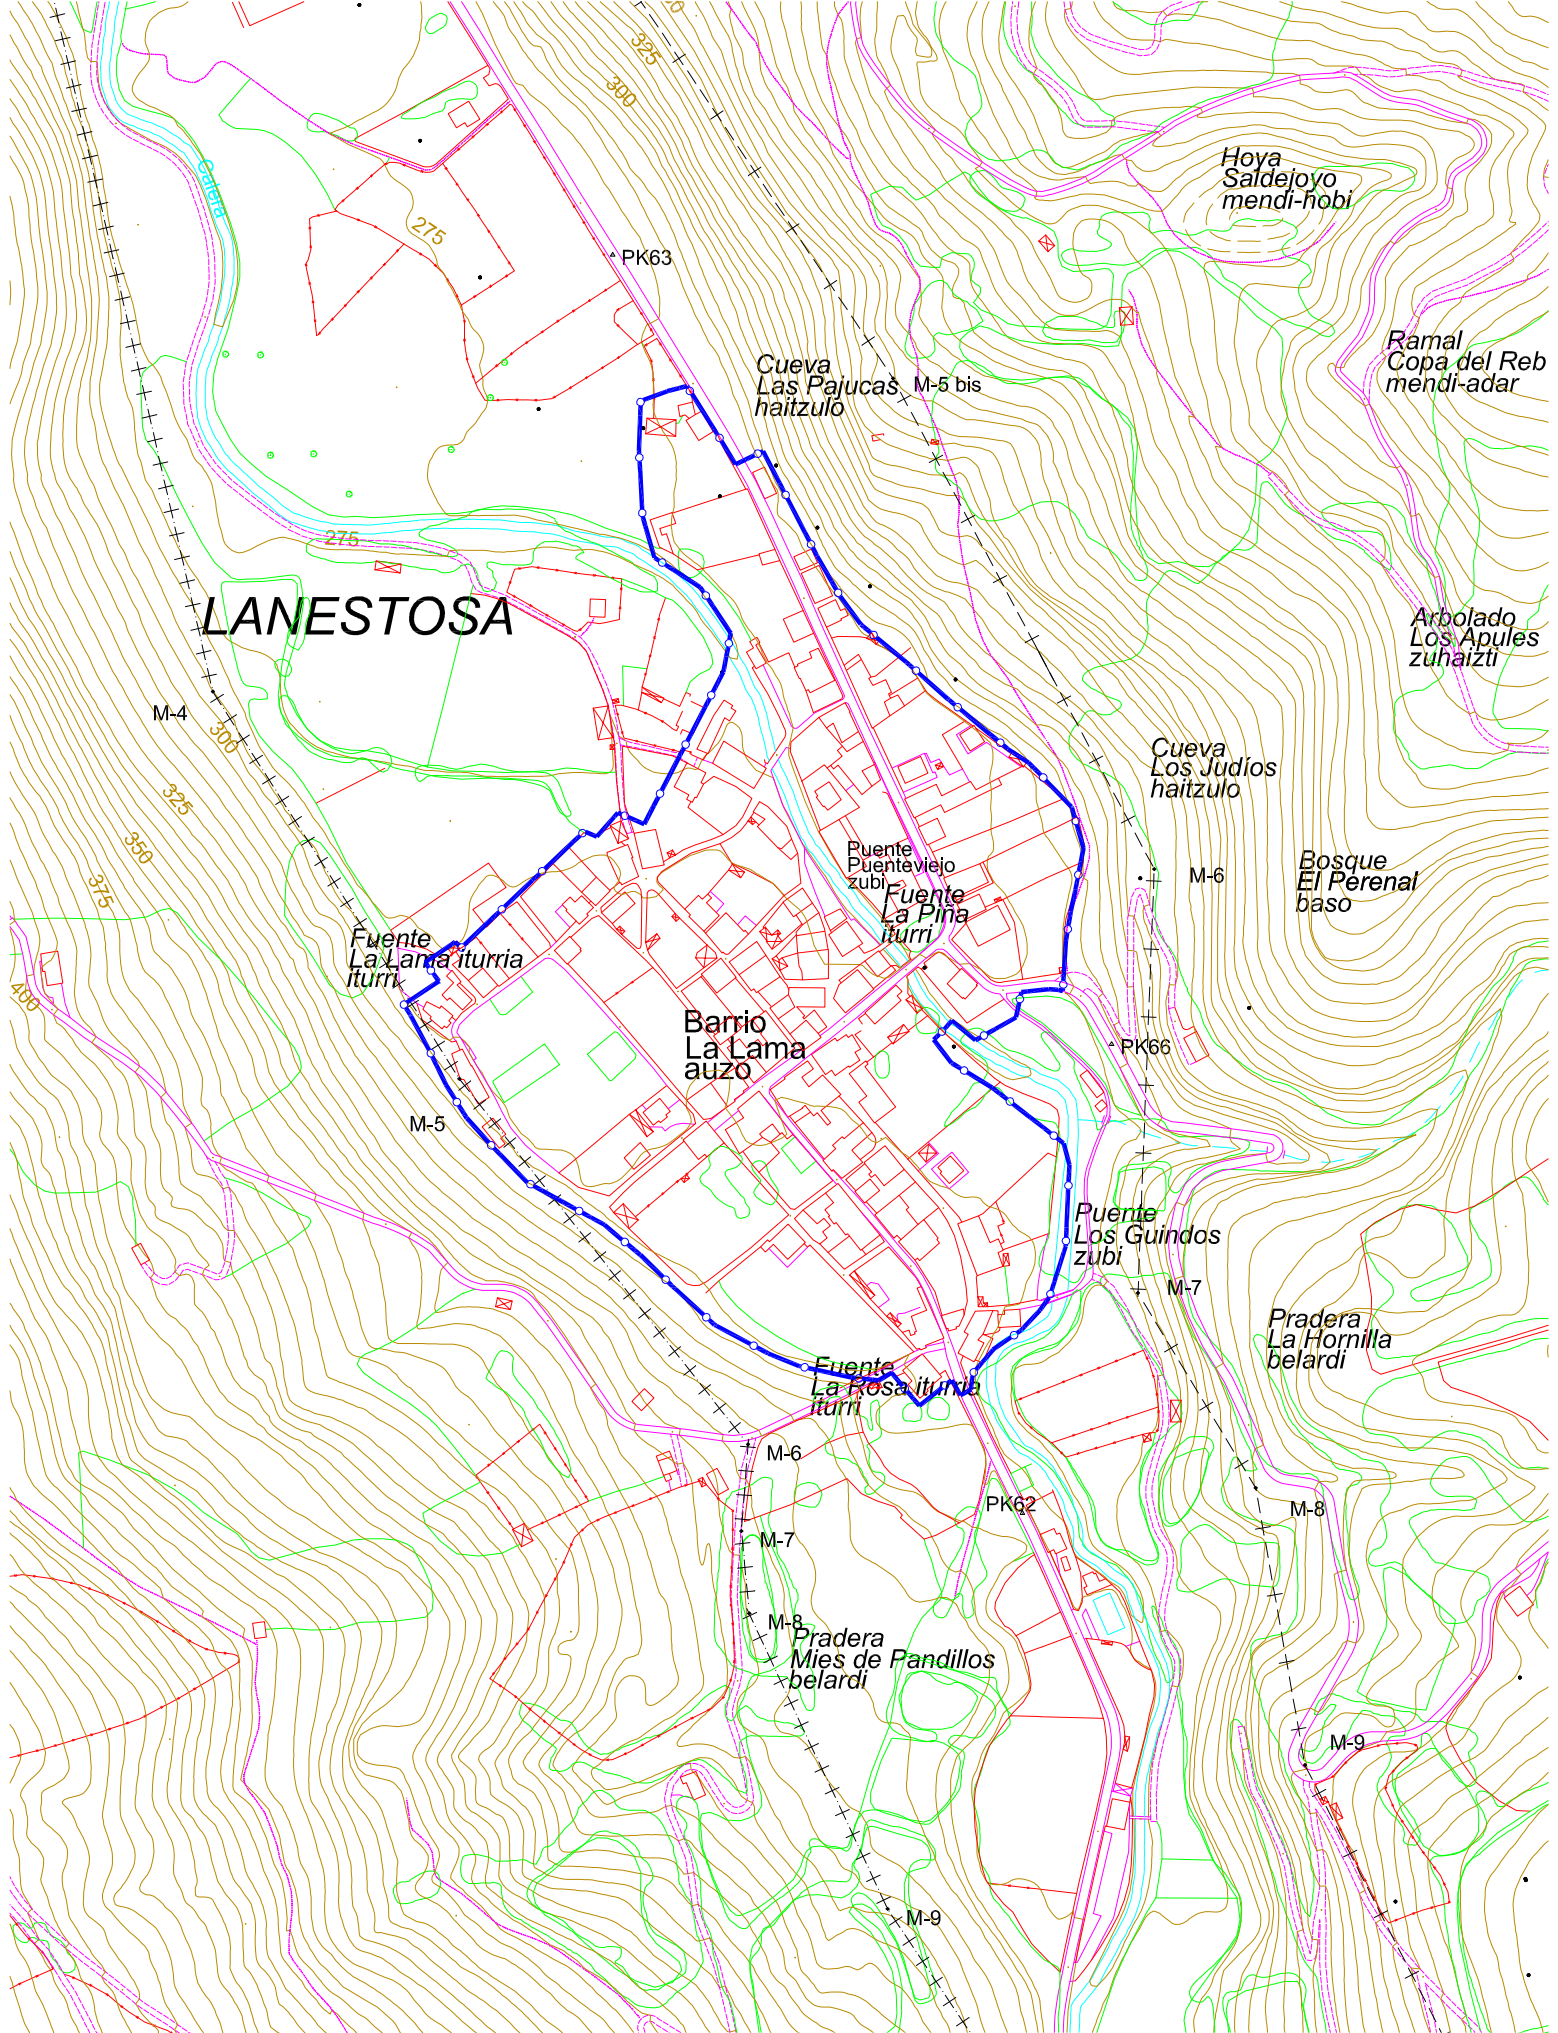 325
300
Calera
Hoya
Saldejoyo
mendi-hobi
275
PK63
Ramal
Copa del Reb
mendi-adar
Cueva
Las Pajucas
haitzulo
M-5 bis
275
LANESTOSA
Arbolado
Los Apules
zuhaizti
M-4
300
Cueva
Los Judíos
haitzulo
325
350
375
Puente
Puenteviejo
zubi
Fuente
La Piña
iturri
M-6
Bosque
El Perenal
baso
Fuente
La Lama iturria
iturri
400
Barrio
La Lama
auzo
PK66
M-5
Puente
Los Guindos
zubi
M-7
Pradera
La Hornilla
belardi
Fuente
La Rosa iturria
iturri
M-6
PK62
M-8
M-7
M-8
Pradera
Mies de Pandillos
belardi
M-9
M-9